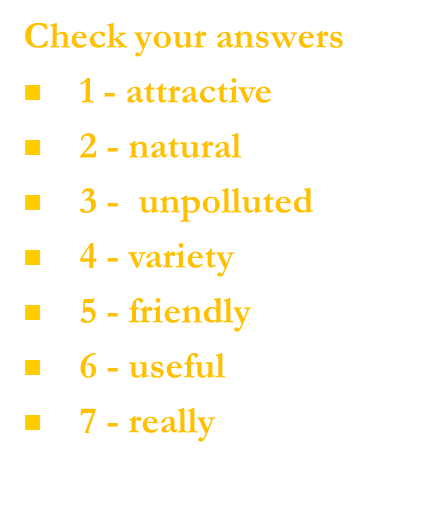 Check your answers
■ 1 - attractive
■ 2 - natural
■ 3 -  unpolluted
■ 4 - variety
■ 5 - friendly
■ 6 - useful
■ 7 - really